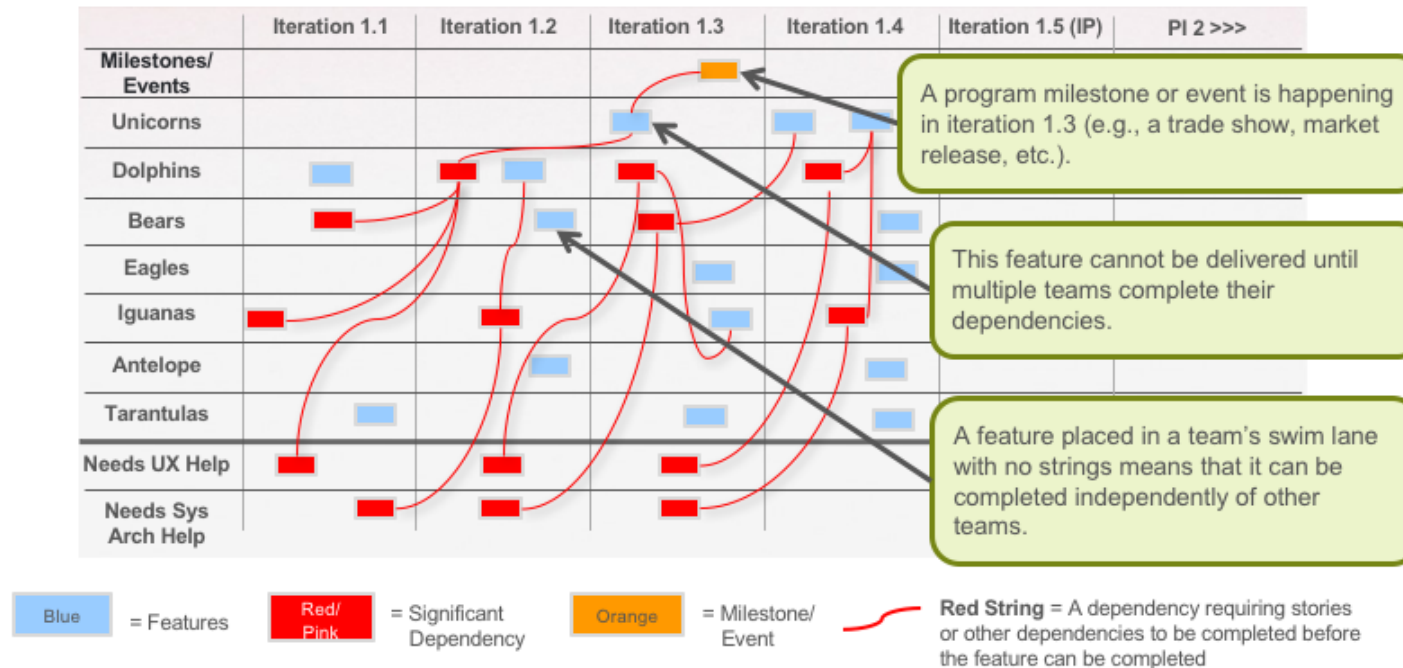 Iteration 1.1
Iteration 1.2
Iteration 1.3
Iteration 1.4
Iteration 1.5 (IP)
PI 2 >>>
Milestones/
Events
Unicorns
Dolphins
Bears
Eagles
Iguanas
Antelope
Tarantulas
Needs UX Help
Needs Sys
Arch Help
A program milestone or event is happening
in iteration 1.3 (e.g., a trade show, market
release, etc.).
This feature cannot be delivered until
multiple teams complete their
dependencies.
A feature placed in a team's swim lane
with no strings means that it can be
completed independently of other
teams.
Blue
= Features
Red/
Pink
= Significant
Dependency
Orange
= Milestone/
Event
Red String = A dependency requiring stories
or other dependencies to be completed before
the feature can be completed